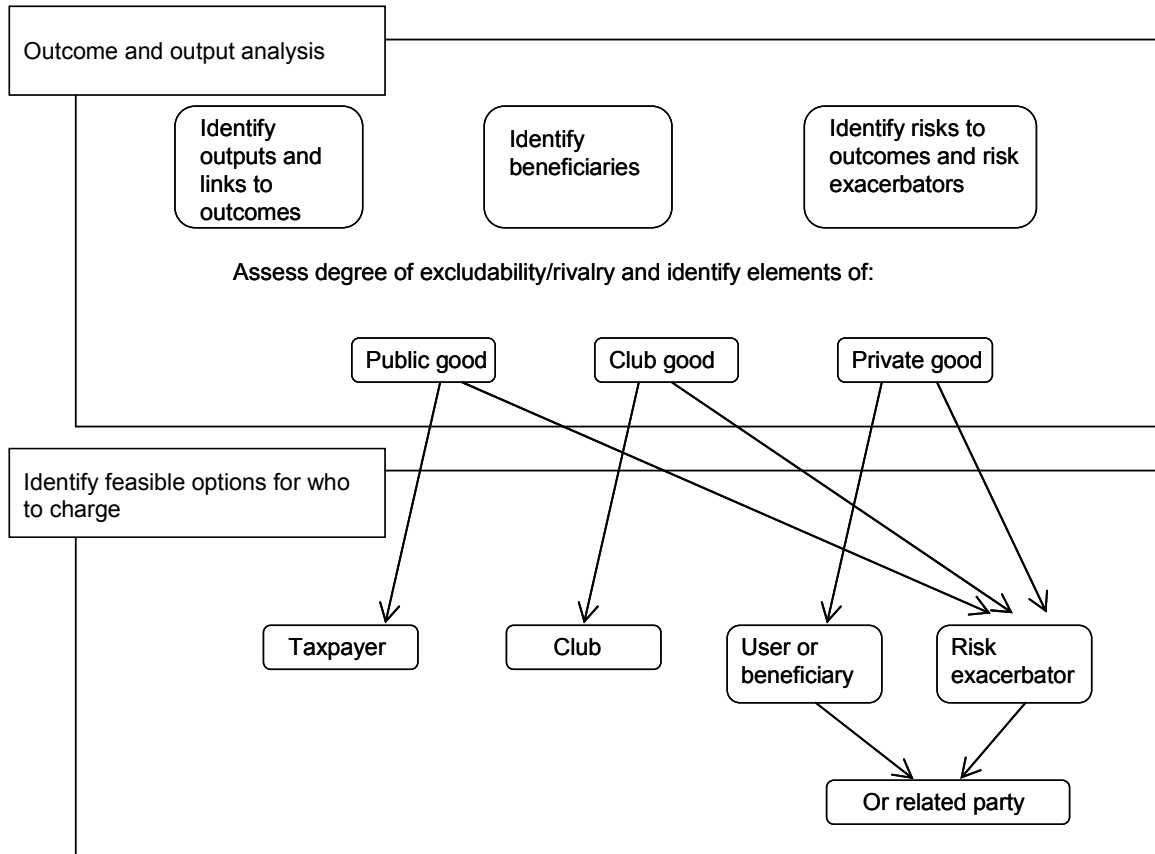 Outcome and output analysis
Identify
outputs and
links to
outcomes
Identify
beneficiaries
Identify risks to
outcomes and risk
exacerbators
Assess degree of excludability/rivalry and identify elements of:
Public good
Club good
Private good
Identify feasible options for who
to charge
Taxpayer
Club
User or
beneficiary
Risk
exacerbator
Or related party